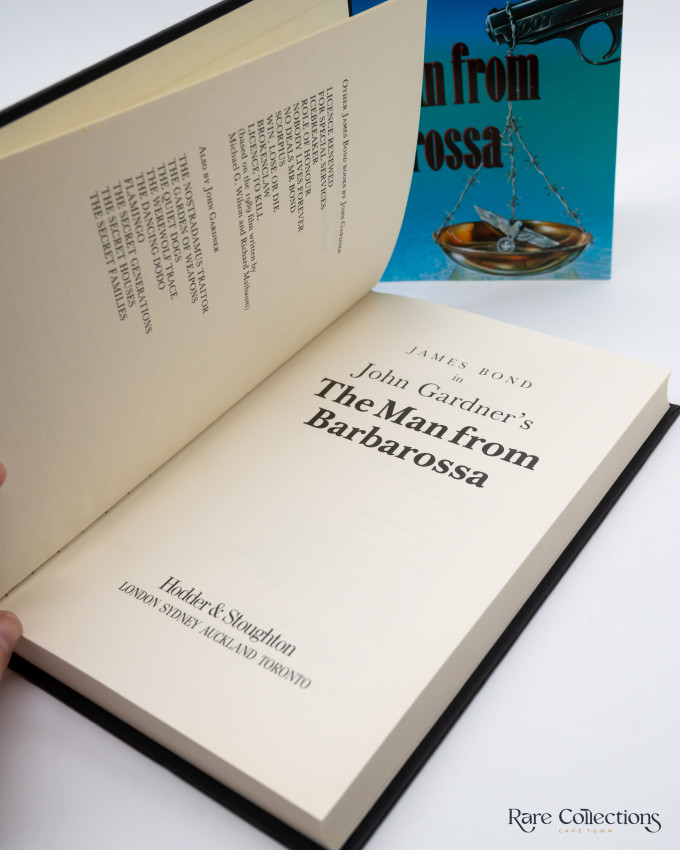 OTHER JAMES BOND BOOKS BY JOHN GARDNER
LICENCE RENEWED
FOR SPECIAL SERVICES
ICEBREAKER
ROLE OF HONOUR
NOBODY LIVES FOREVER
NO DEALS MR. BOND
SCORPIUS
WIN, LOSE OR DIE
BROKENCLAW
LICENCE TO KILL
(based on the 1989 film written by
Michael G. Wilson and Richard Maibaum)
ALSO BY JOHN GARDNER
THE NOSTRADAMUS TRAITOR
THE GARDEN OF WEAPONS
THE QUIET DOGS
THE WEREWOLF TRACE
THE DANCING DODO
FLAMINGO
THE SECRET GENERATIONS
THE SECRET HOUSES
THE SECRET FAMILIES
from
rossa
JAMES BOND
in
John Gardner's
The Man from
Barbarossa
Hodder & Stoughton
LONDON SYDNEY AUCKLAND TORONTO
Rare Collections
CAPE TOWN